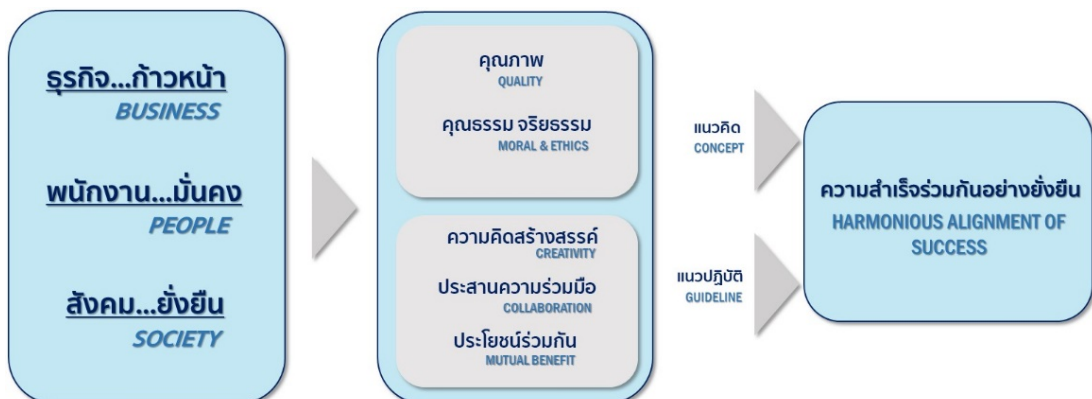 ธุรกิจ...ก้าวหน้า
BUSINESS
พนักงาน...มั่นคง
PEOPLE
สังคม...ยั่งยืน
SOCIETY
คุณภาพ
QUALITY
คุณธรรม จริยธรรม
MORAL & ETHICS
ความคิดสร้างสรรค์
CREATIVITY
ประสานความร่วมมือ
COLLABORATION
ประโยชน์ร่วมกัน
MUTUAL BENEFIT
แนวคิด
CONCEPT
แนวปฏิบัติ
GUIDELINE
ความสำเร็จร่วมกันอย่างยั่งยืน
HARMONIOUS ALIGNMENT OF
SUCCESS